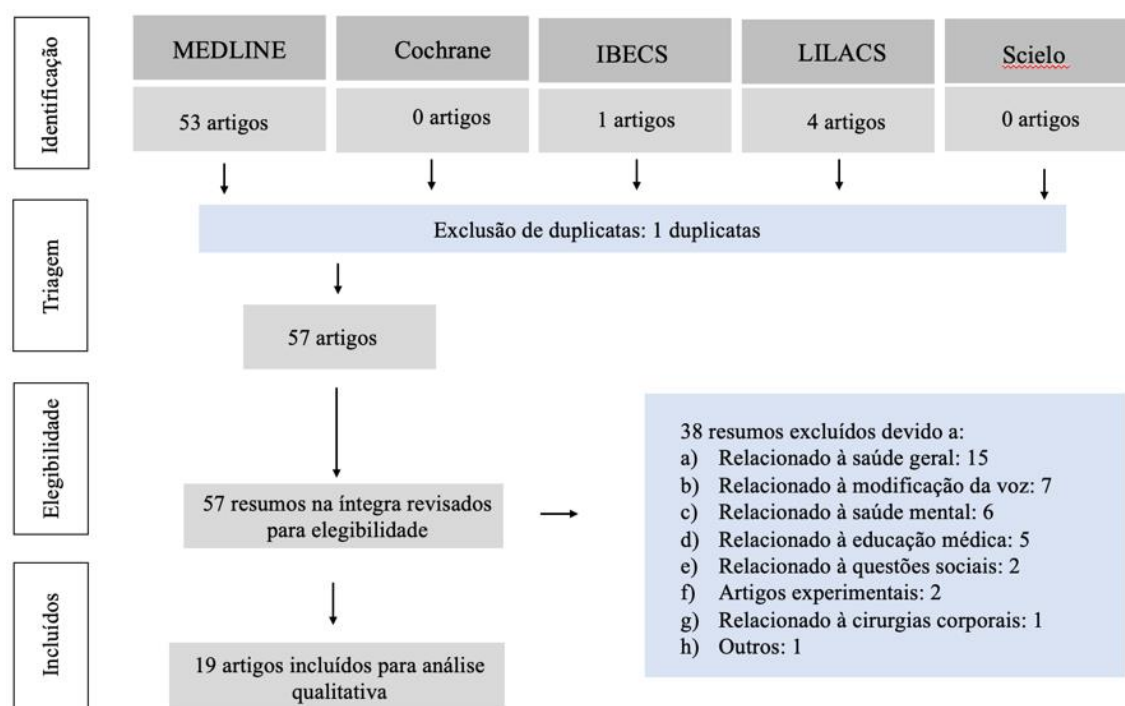 Identificação
MEDLINE
Cochrane
IBECS
LILACS
Scielo
53 artigos
0 artigos
1 artigos
4 artigos
0 artigos
Triagem
Exclusão de duplicatas: 1 duplicatas
57 artigos
Elegibilidade
57 resumos na íntegra revisados
para elegibilidade
38 resumos excluídos devido a:
a) Relacionado à saúde geral: 15
b) Relacionado à modificação da voz: 7
c) Relacionado à saúde mental: 6
d) Relacionado à educação médica: 5
e) Relacionado à questões sociais: 2
f) Artigos experimentais: 2
g) Relacionado à cirurgias corporais: 1
h) Outros: 1
Incluídos
19 artigos incluídos para análise
qualitativa